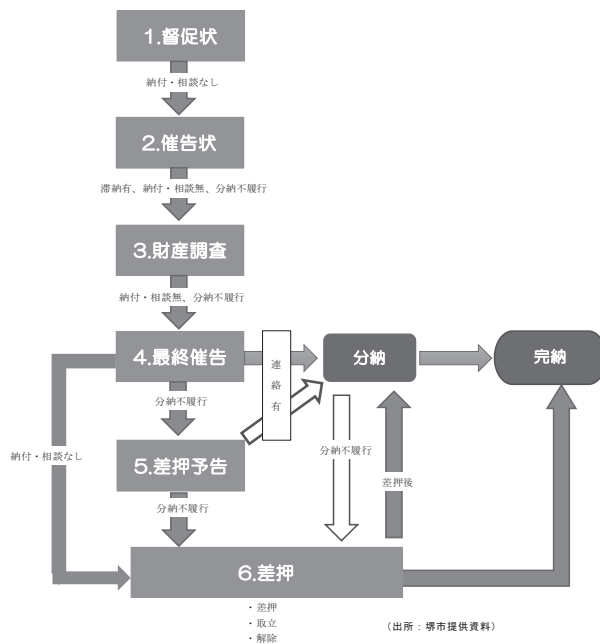 1.督促状
納付・相談なし
2.催告状
滞納有、納付・相談無、分納不履行
3.財産調査
納付・相談無、分納不履行
4.最終催告
連絡有
分納
完納
分納不履行
納付・相談なし
5.差押予告
分納不履行
差押後
分納不履行
6.差押
・差押
・取立
・解除
（出所：堺市提供資料）